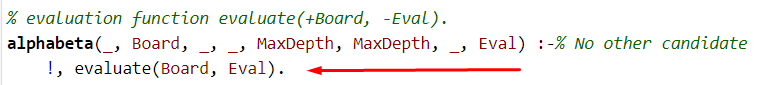 % evaluation function evaluate(+Board, -Eval).
alphabeta(_, Board, _, _, MaxDepth, MaxDepth, _, Eval) :-% No other candidate
!, evaluate(Board, Eval).